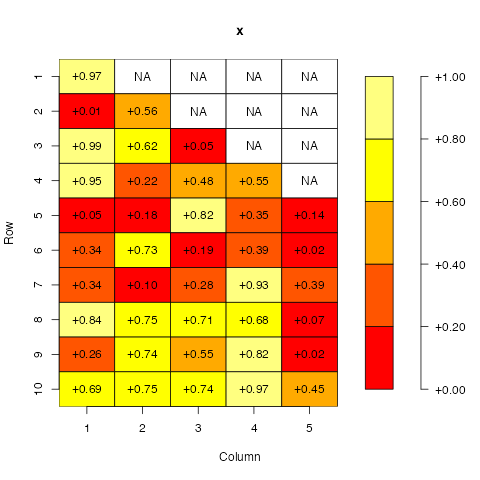 x
1 +0.97 NA NA NA NA
2 +0.01 +0.56 NA NA NA
3 +0.99 +0.62 +0.05 NA NA
4 +0.95 +0.22 +0.48 +0.55 NA
5 +0.05 +0.18 +0.82 +0.35 +0.14
6 +0.34 +0.73 +0.19 +0.39 +0.02
7 +0.34 +0.10 +0.28 +0.93 +0.39
8 +0.84 +0.75 +0.71 +0.68 +0.07
9 +0.26 +0.74 +0.55 +0.82 +0.02
10 +0.69 +0.75 +0.74 +0.97 +0.45
1 2 3 4 5
Column
Row
+1.00
+0.80
+0.60
+0.40
+0.20
+0.00